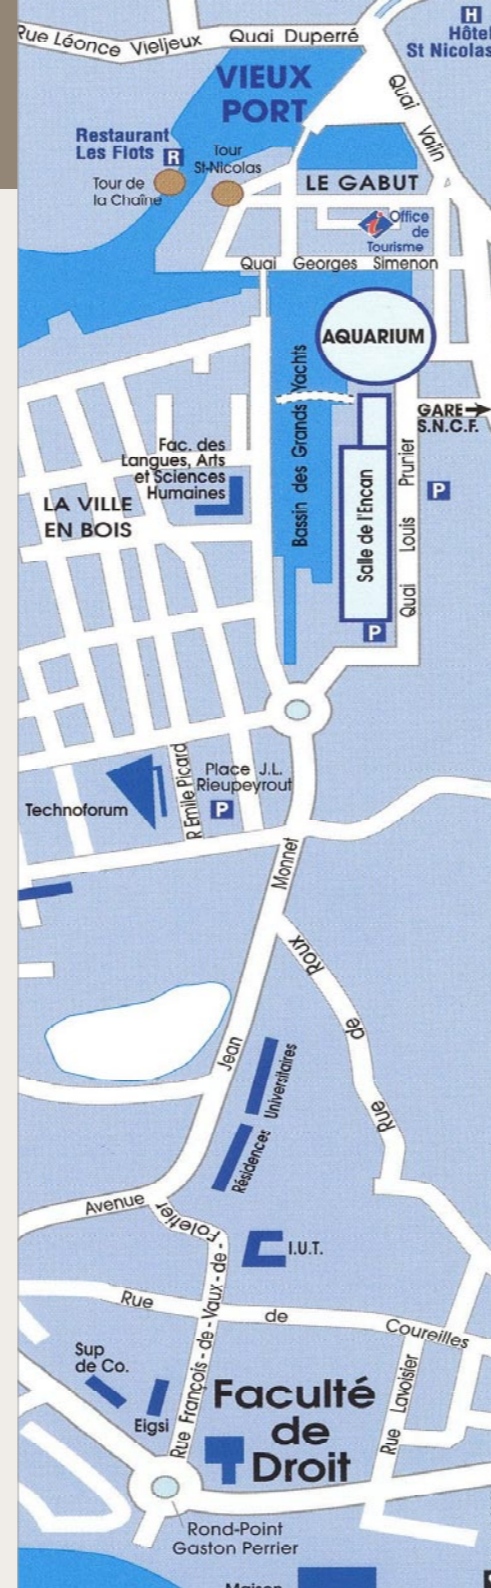 Rue Léonce Vieljeux
Quai Duperré
H
Hôtel
St Nicolas
VIEUX
PORT
Quai Valin
Restaurant
Les Flots R
Tour
St-Nicolas
Tour de
la Chaîne
LE GABUT
i
Office
de
Tourisme
Quai Georges Simenon
AQUARIUM
Bassin des Grands Yachts
GARE
S.N.C.F.
Fac. des
Langues, Arts
et Sciences
Humaines
P
LA VILLE
EN BOIS
Salle de l'Encan
Quai Louis Prunier
P
Technoforum
R Emile Picard
Place J.L.
Rieupeyrout
P
Avenue Jean Monnet
Rue de Roux
Résidences Universitaires
I.U.T.
Rue François-de-Vaux-de-Foletier
Rue de Coureilles
Sup
de Co.
Eigsi
Faculté
de
Droit
Rue Lavoisier
Rond-Point
Gaston Perrier
Maison